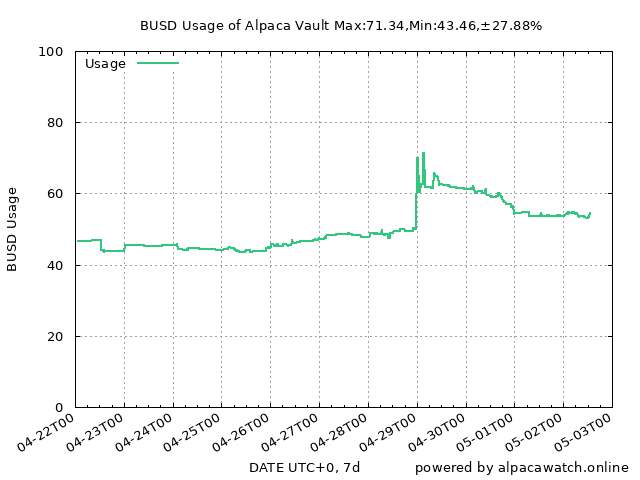 BUSD Usage of Alpaca Vault Max:71.34,Min:43.46,±27.88%
Usage
100
80
60
40
20
0
BUSD Usage
04-22T00
04-23T00
04-24T00
04-25T00
04-26T00
04-27T00
04-28T00
04-29T00
04-30T00
05-01T00
05-02T00
05-03T00
DATE UTC+0, 7d
powered by alpacawatch.online